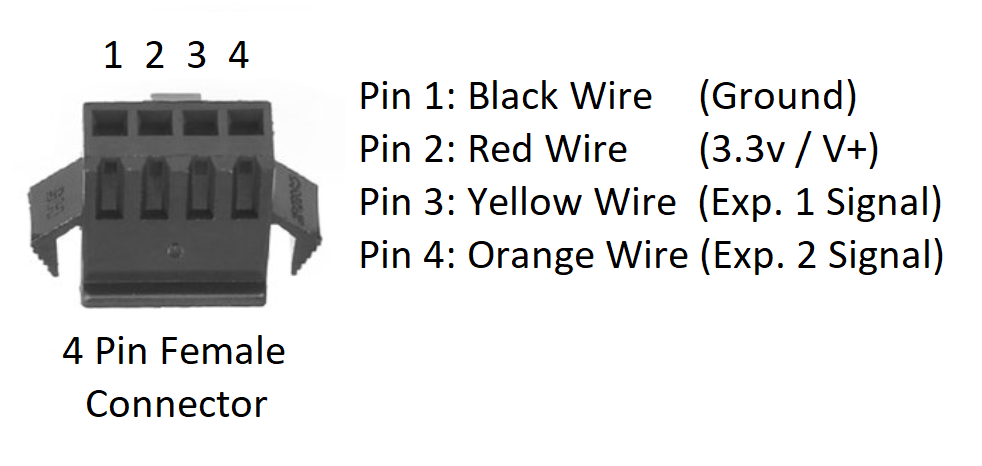 1 2 3 4
Pin 1: Black Wire (Ground)
Pin 2: Red Wire (3.3v / V+)
Pin 3: Yellow Wire (Exp. 1 Signal)
Pin 4: Orange Wire (Exp. 2 Signal)
4 Pin Female
Connector